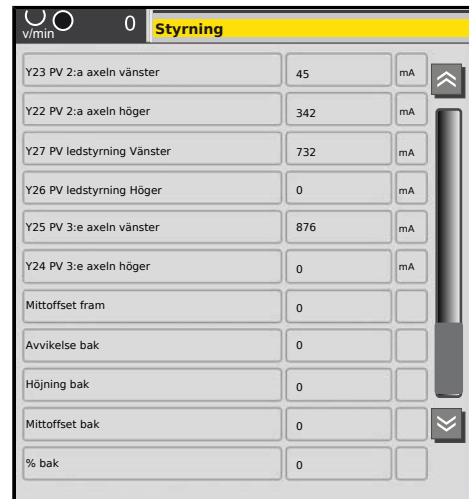 v/min 0 Styrning
Y23 PV 2:a axeln vänster 45 mA
Y22 PV 2:a axeln höger 342 mA
Y27 PV ledstyrning Vänster 732 mA
Y26 PV ledstyrning Höger 0 mA
Y25 PV 3:e axeln vänster 876 mA
Y24 PV 3:e axeln höger 0 mA
Mittoffset fram 0
Avvikelse bak 0
Höjning bak 0
Mittoffset bak 0
% bak 0